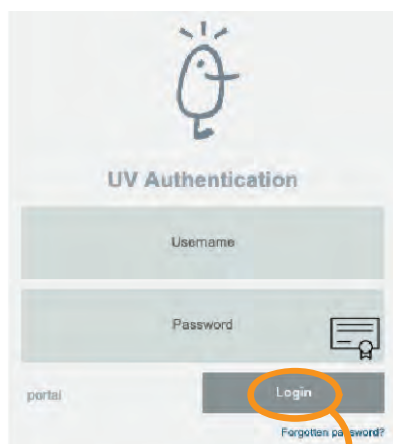 UV Authentication
Username
Password
portal
Login
Forgotten password?